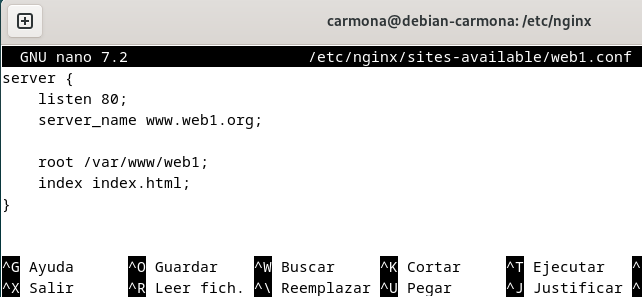 carmona@debian-carmona: /etc/nginx
GNU nano 7.2 /etc/nginx/sites-available/web1.conf
server {
    listen 80;
    server_name www.web1.org;

    root /var/www/web1;
    index index.html;
}
^G Ayuda ^O Guardar ^W Buscar ^K Cortar ^T Ejecutar ^
^X Salir ^R Leer fich. ^\ Reemplazar ^U Pegar ^J Justificar ^